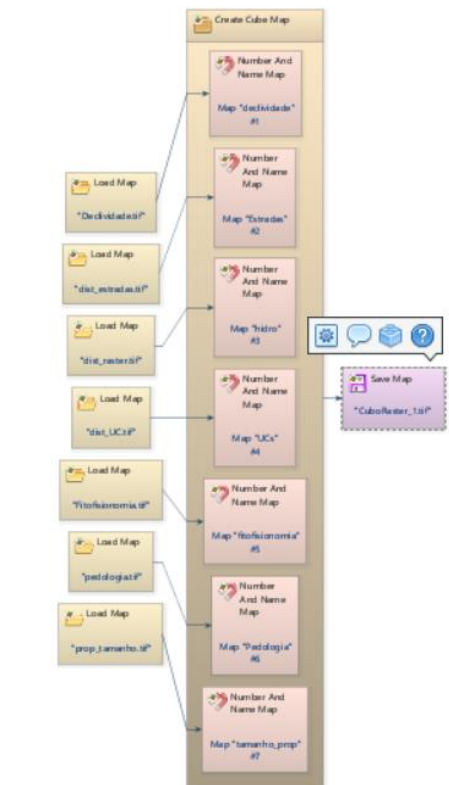 Create Cube Map
Number And
Name Map
Map "declividade"
#1
Number
And Name
Map
Map "Estradas"
#2
Number
And Name
Map
Map "hidro"
#3
Number
And Name
Map
Map "UCs"
#4
Number And
Name Map
Map "fitofisionomia"
#5
Number
And Name
Map
Map "Pedologia"
#6
Number And
Name Map
Map "tamanho_prop"
#7
Load Map
"Declividade.tif"
Load Map
"dist_estradas.tif"
Load Map
"dist_raster.tif"
Load Map
"dist_UC.tif"
Load Map
"Fitofisionomia.tif"
Load Map
"pedologia.tif"
Load Map
"prop_tamanho.tif"
Save Map
"CuboRaster_1.tif"